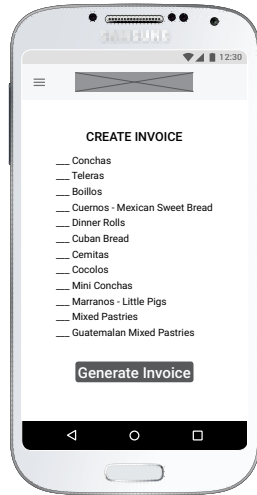 SAMSUNG
12:30
CREATE INVOICE
___ Conchas
___ Teleras
___ Boillos
___ Cuernos - Mexican Sweet Bread
___ Dinner Rolls
___ Cuban Bread
___ Cemitas
___ Cocolos
___ Mini Conchas
___ Marranos - Little Pigs
___ Mixed Pastries
___ Guatemalan Mixed Pastries
Generate Invoice